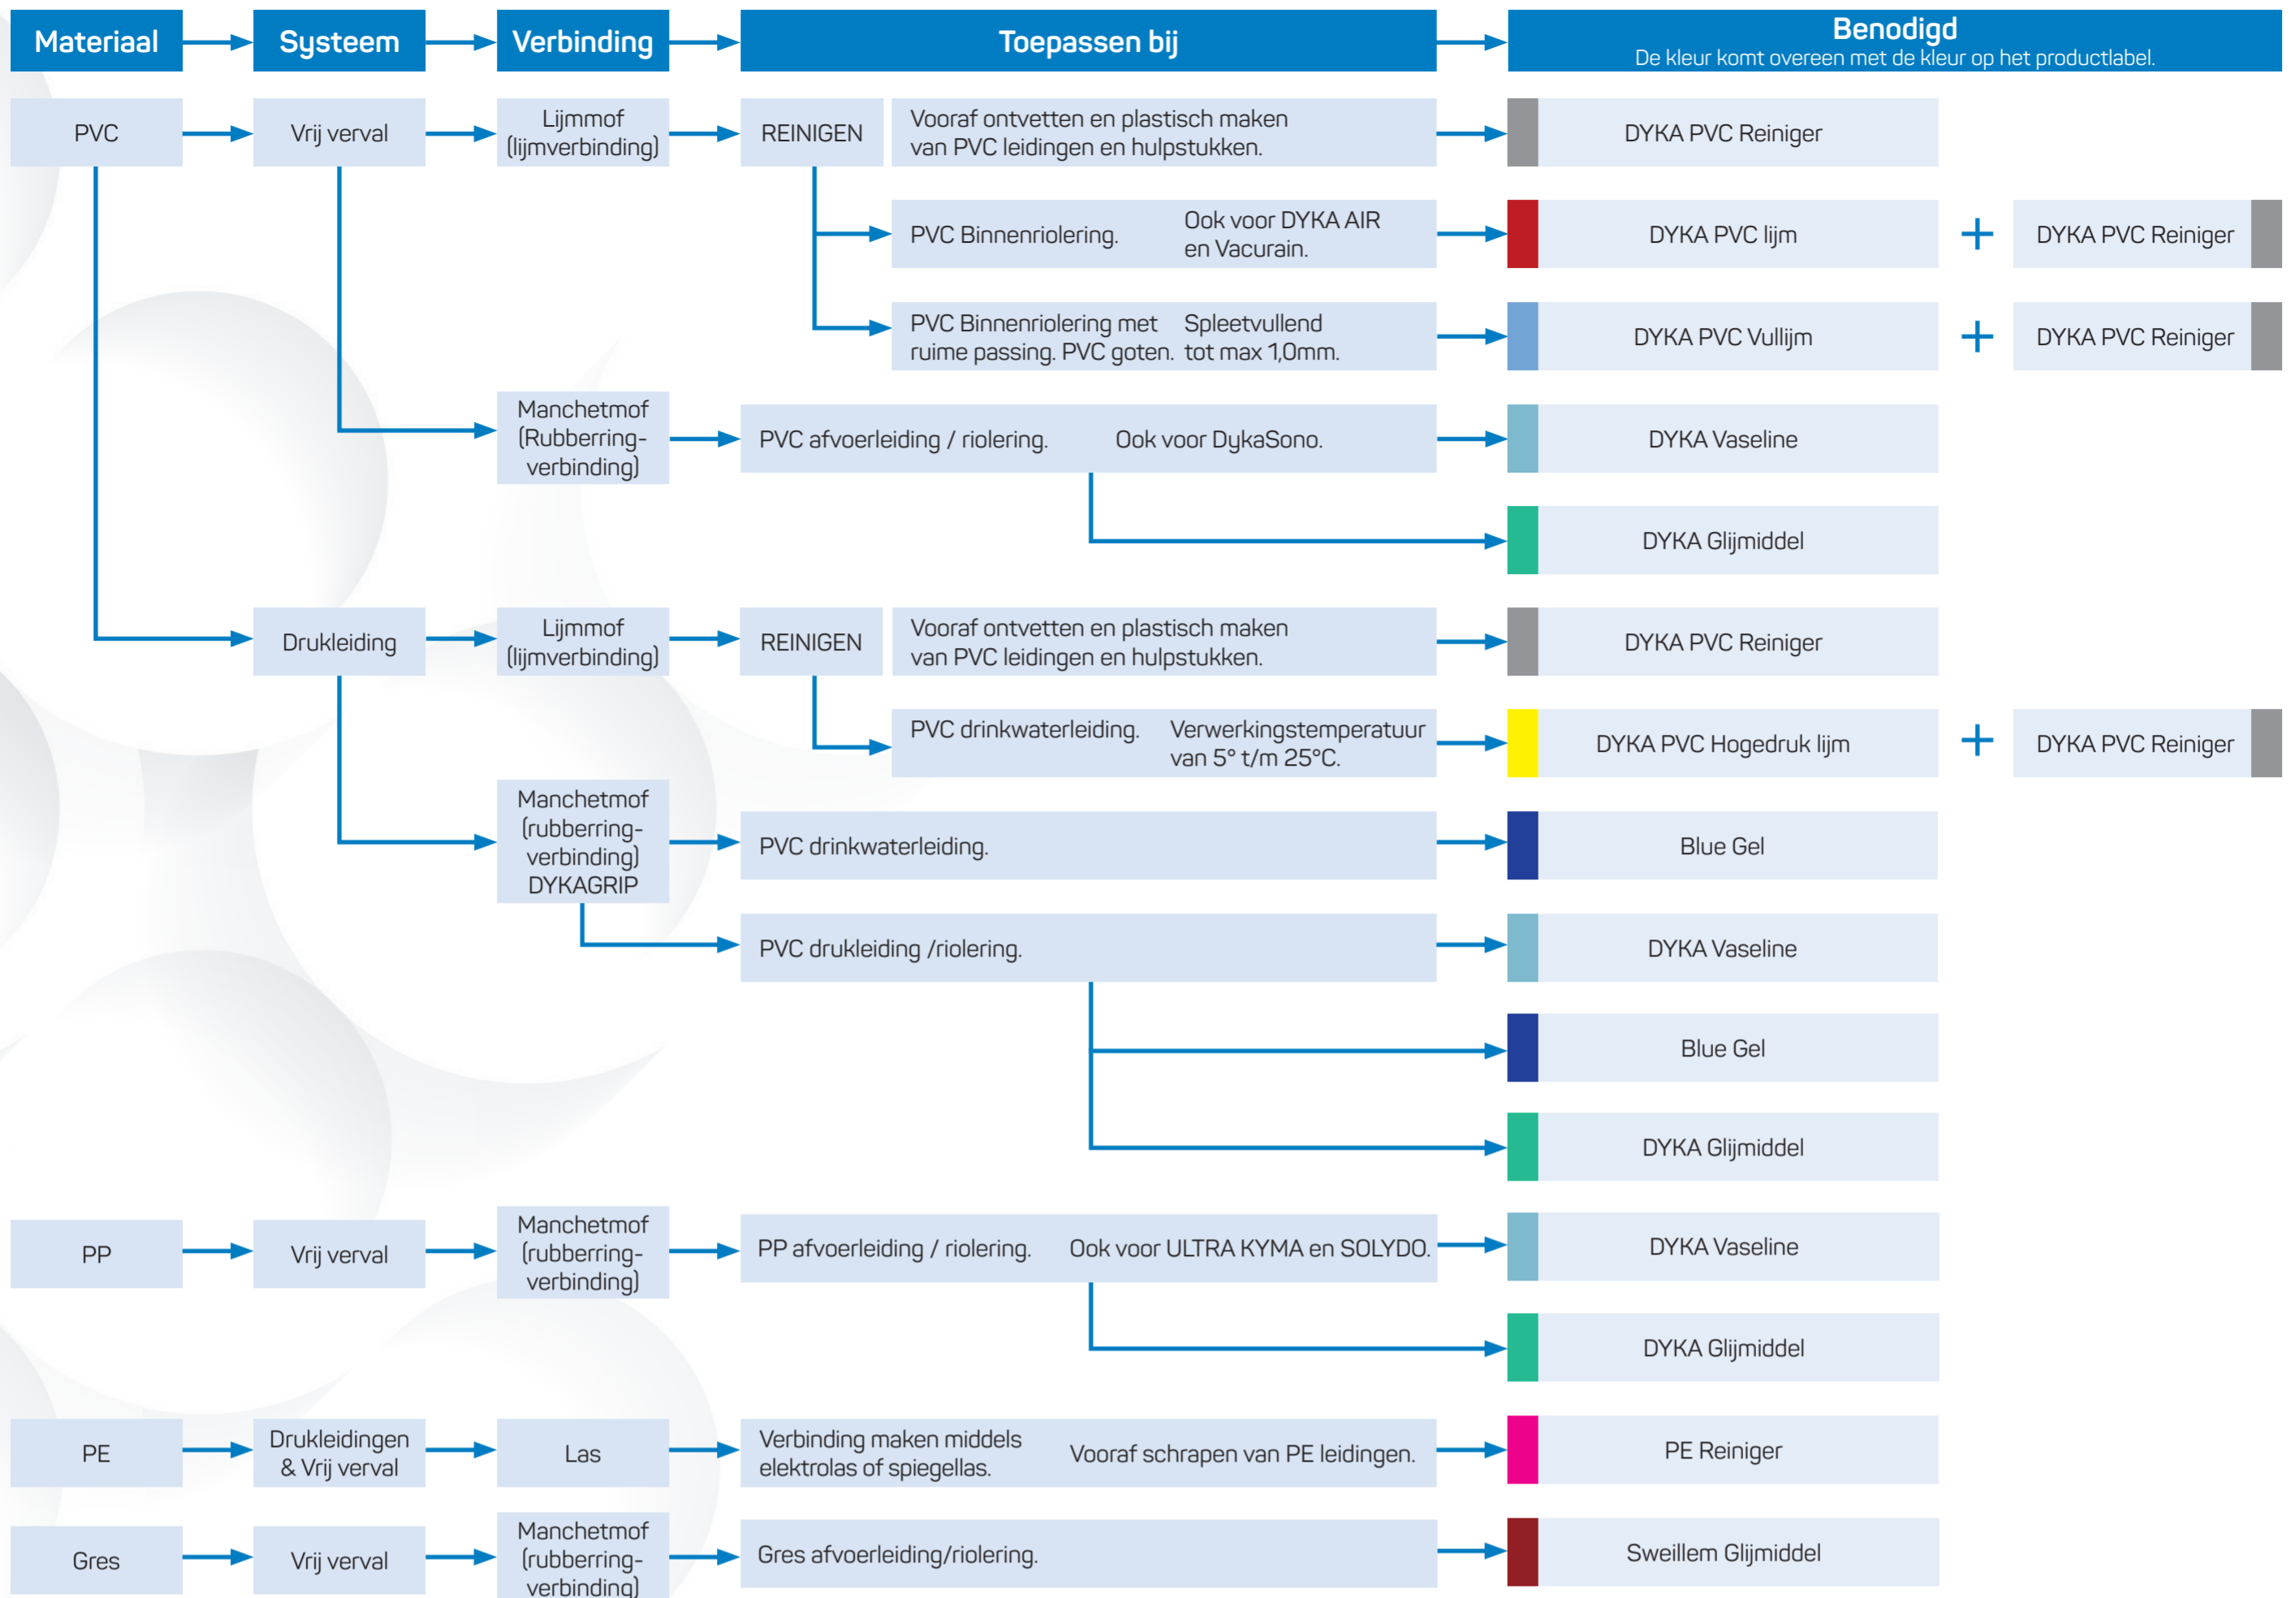 Materiaal
Systeem
Verbinding
Toepassen bij
Benodigd
De kleur komt overeen met de kleur op het productlabel.
PVC
Vrij verval
Lijmmof
(lijmverbinding)
REINIGEN
Vooraf ontvetten en plastisch maken
van PVC leidingen en hulpstukken.
DYKA PVC Reiniger
PVC Binnenriolering.
Ook voor DYKA AIR
en Vacurain.
DYKA PVC lijm
+
DYKA PVC Reiniger
PVC Binnenriolering met
ruime passing. PVC goten.
Spleetvullend
tot max 1,0mm.
DYKA PVC Vullijm
+
DYKA PVC Reiniger
Manchetmof
(Rubberring-
verbinding)
PVC afvoerleiding / riolering.
Ook voor DykaSono.
DYKA Vaseline
DYKA Glijmiddel
Drukleiding
Lijmmof
(lijmverbinding)
REINIGEN
Vooraf ontvetten en plastisch maken
van PVC leidingen en hulpstukken.
DYKA PVC Reiniger
PVC drinkwaterleiding.
Verwerkingstemperatuur
van 5° t/m 25°C.
DYKA PVC Hogedruk lijm
+
DYKA PVC Reiniger
Manchetmof
(rubberring-
verbinding)
DYKAGRIP
PVC drinkwaterleiding.
Blue Gel
PVC drukleiding /riolering.
DYKA Vaseline
Blue Gel
DYKA Glijmiddel
PP
Vrij verval
Manchetmof
(rubberring-
verbinding)
PP afvoerleiding / riolering.
Ook voor ULTRA KYMA en SOLYDO.
DYKA Vaseline
DYKA Glijmiddel
PE
Drukleidingen
& Vrij verval
Las
Verbinding maken middels
elektrolas of spiegellas.
Vooraf schrapen van PE leidingen.
PE Reiniger
Gres
Vrij verval
Manchetmof
(rubberring-
verbinding)
Gres afvoerleiding/riolering.
Sweillem Glijmiddel